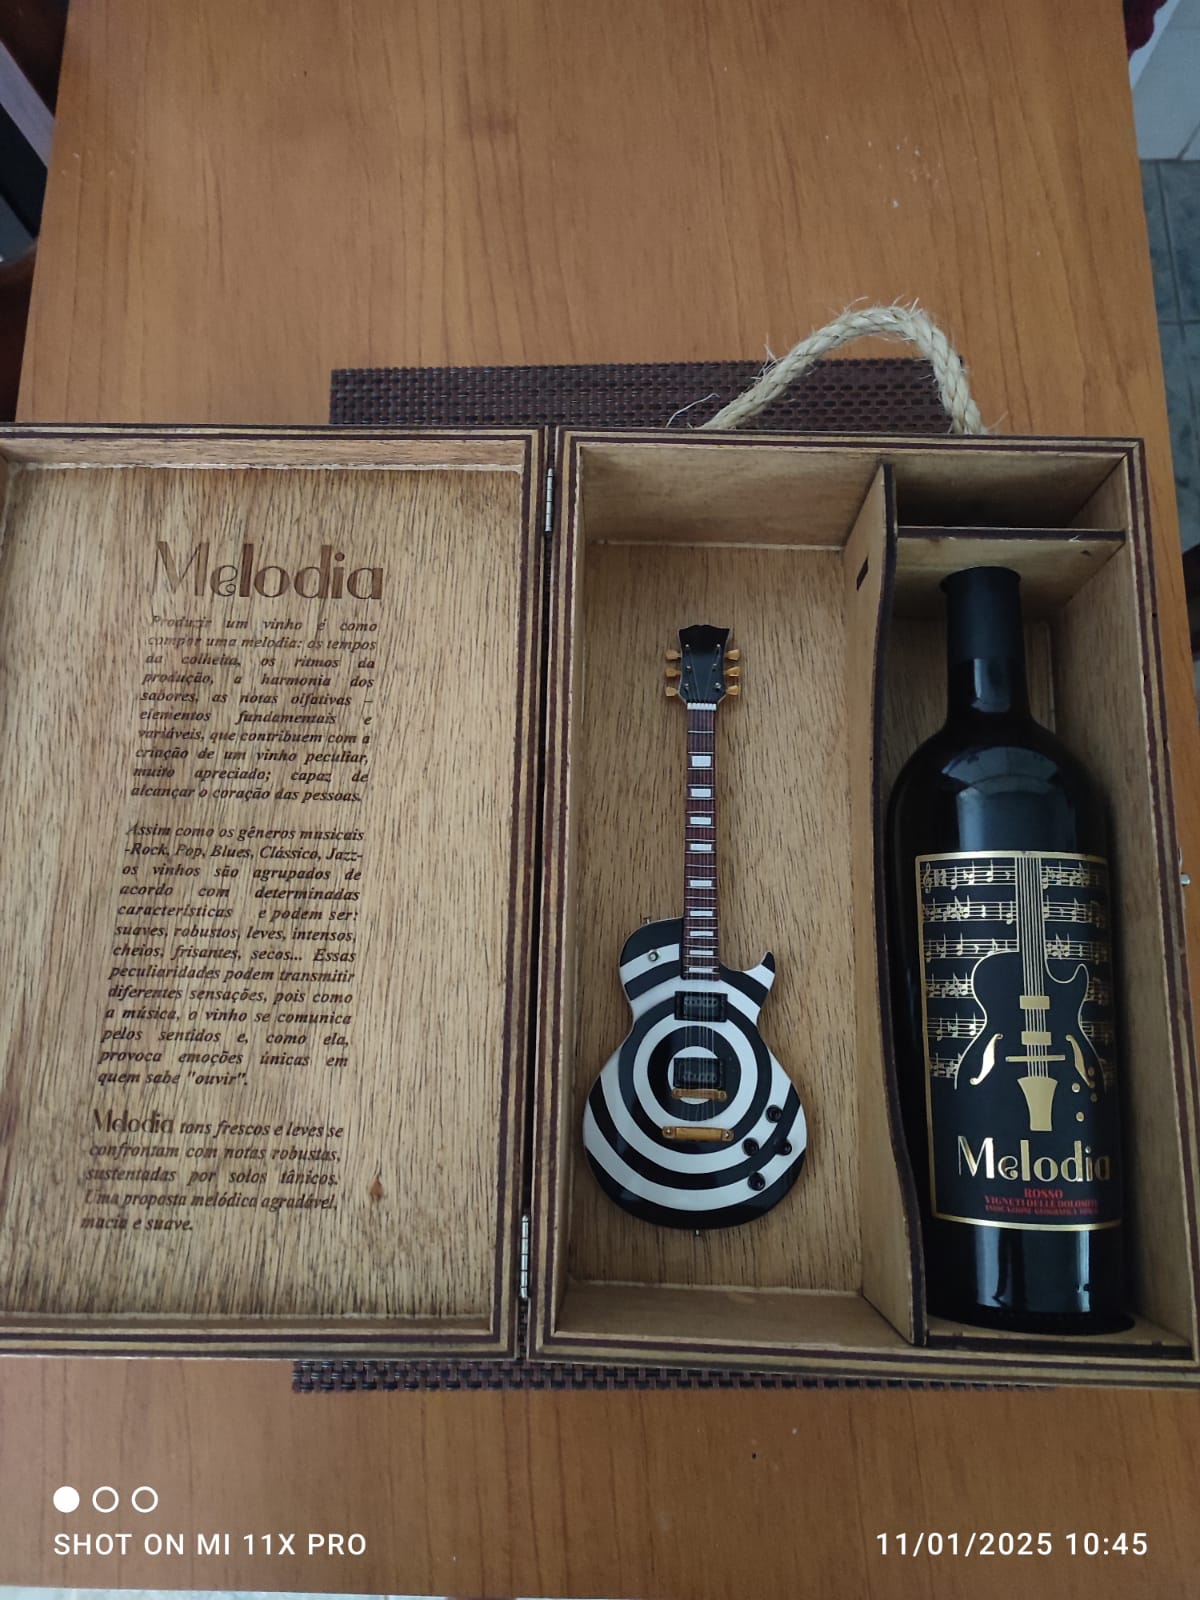 Melodia
Produzir um vinho é como
compor uma melodia: os tempos
da colheita, os ritmos da
produção, a harmonia dos
sabores, as notas olfativas –
elementos fundamentais e
variáveis, que contribuem com a
criação de um vinho peculiar,
muito apreciado; capaz de
alcançar o coração das pessoas.
Assim como os gêneros musicais
-Rock, Pop, Blues, Clássico, Jazz-
os vinhos são agrupados de
acordo com determinadas
características e podem ser:
suaves, robustos, leves, intensos,
cheios, frisantes, secos... Essas
peculiaridades podem transmitir
diferentes sensações, pois como
a música, o vinho se comunica
pelos sentidos e, como ela,
provoca emoções únicas em
quem sabe "ouvir".
Melodia tons frescos e leves se
confrontam com notas robustas,
sustentadas por solos tânicos.
Uma proposta melódica agradável,
macia e suave.
Melodia
ROSSO
VIGNETI DELLE DOLOMITI
INDICAZIONE GEOGRAFICA
SHOT ON MI 11X PRO
11/01/2025 10:45